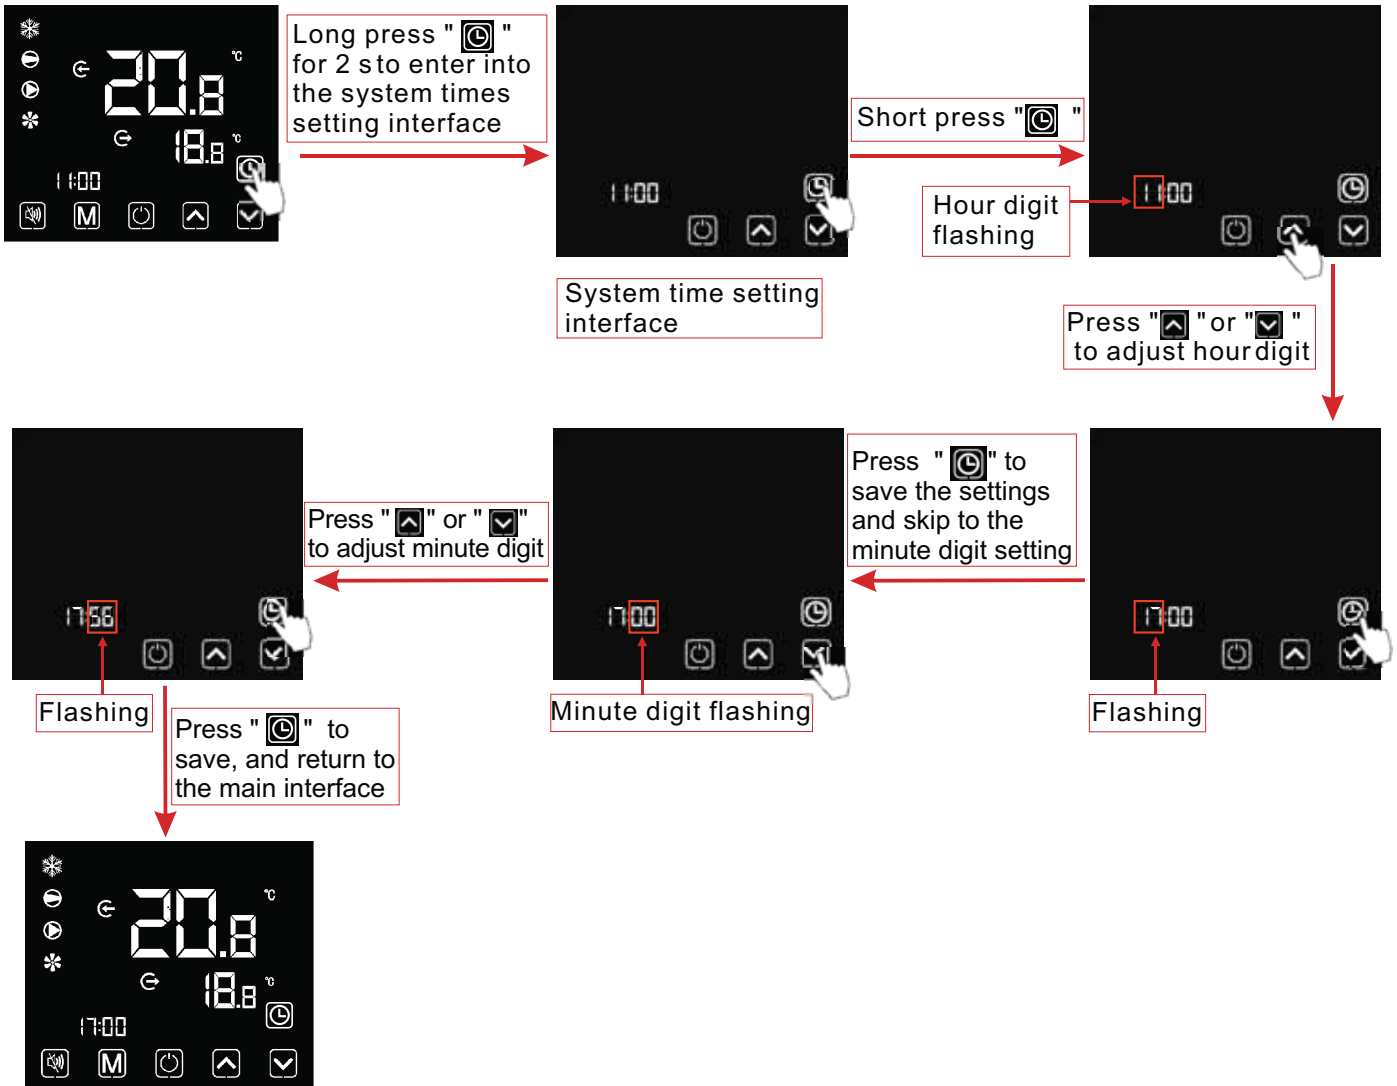 20.8 °C
18.8 °C
11:00
M
Long press " "
for 2 s to enter into
the system times
setting interface
11:00
System time setting
interface
Short press " "
11:00
Hour digit
flashing
Press " " or " "
to adjust hour digit
17:00
Flashing
Press " " to
save the settings
and skip to the
minute digit setting
17:00
Minute digit flashing
Press " " or " "
to adjust minute digit
17:56
Flashing
Press " " to
save, and return to
the main interface
20.8 °C
18.8 °C
17:00
M